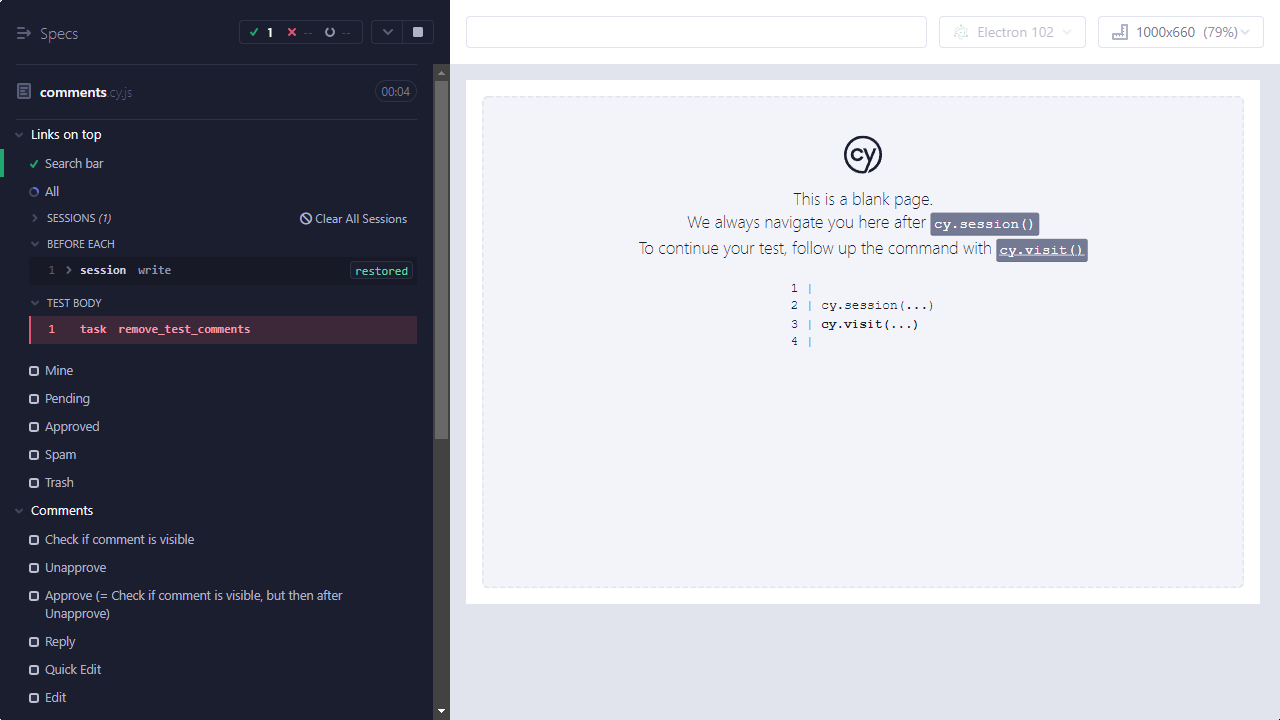 Specs
1 -- --
comments.cy.js
00:04
Links on top
Search bar
All
SESSIONS (1)
Clear All Sessions
BEFORE EACH
1 session write restored
TEST BODY
1 task remove_test_comments
Mine
Pending
Approved
Spam
Trash
Comments
Check if comment is visible
Unapprove
Approve (= Check if comment is visible, but then after
Unapprove)
Reply
Quick Edit
Edit
Electron 102
1000x660 (79%)
cy
This is a blank page.
We always navigate you here after cy.session()
To continue your test, follow up the command with cy.visit()
1 |
2 | cy.session(...)
3 | cy.visit(...)
4 |